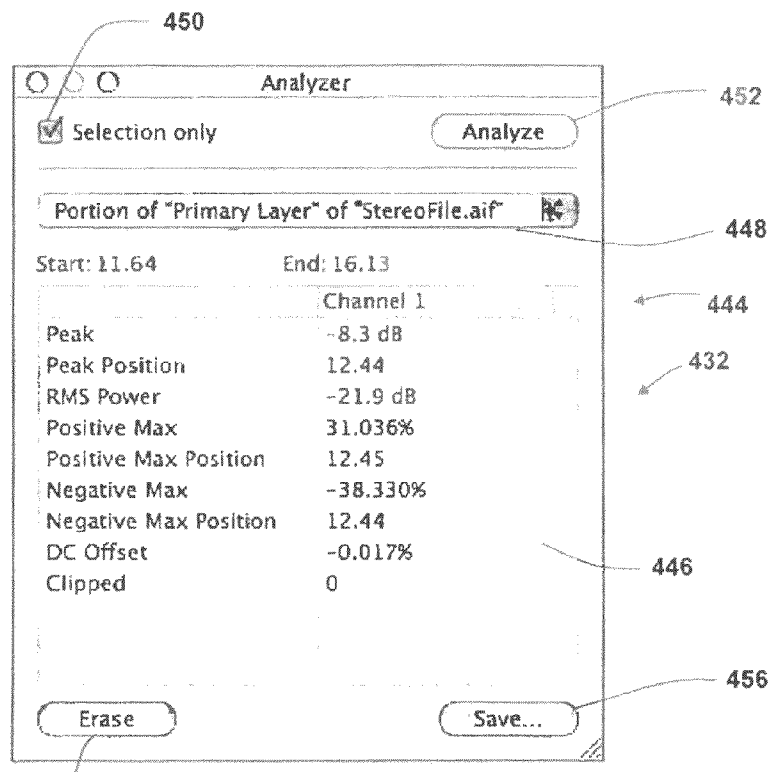 450
Analyzer
452
Selection only
Analyze
Portion of "Primary Layer" of "StereoFile.aif"
448
Start: 11.64 End: 16.13
Channel 1
444
Peak -8.3 dB
Peak Position 12.44
432
RMS Power -21.9 dB
Positive Max 31.036%
Positive Max Position 12.45
Negative Max -38.330%
Negative Max Position 12.44
DC Offset -0.017%
446
Clipped 0
456
Erase Save...